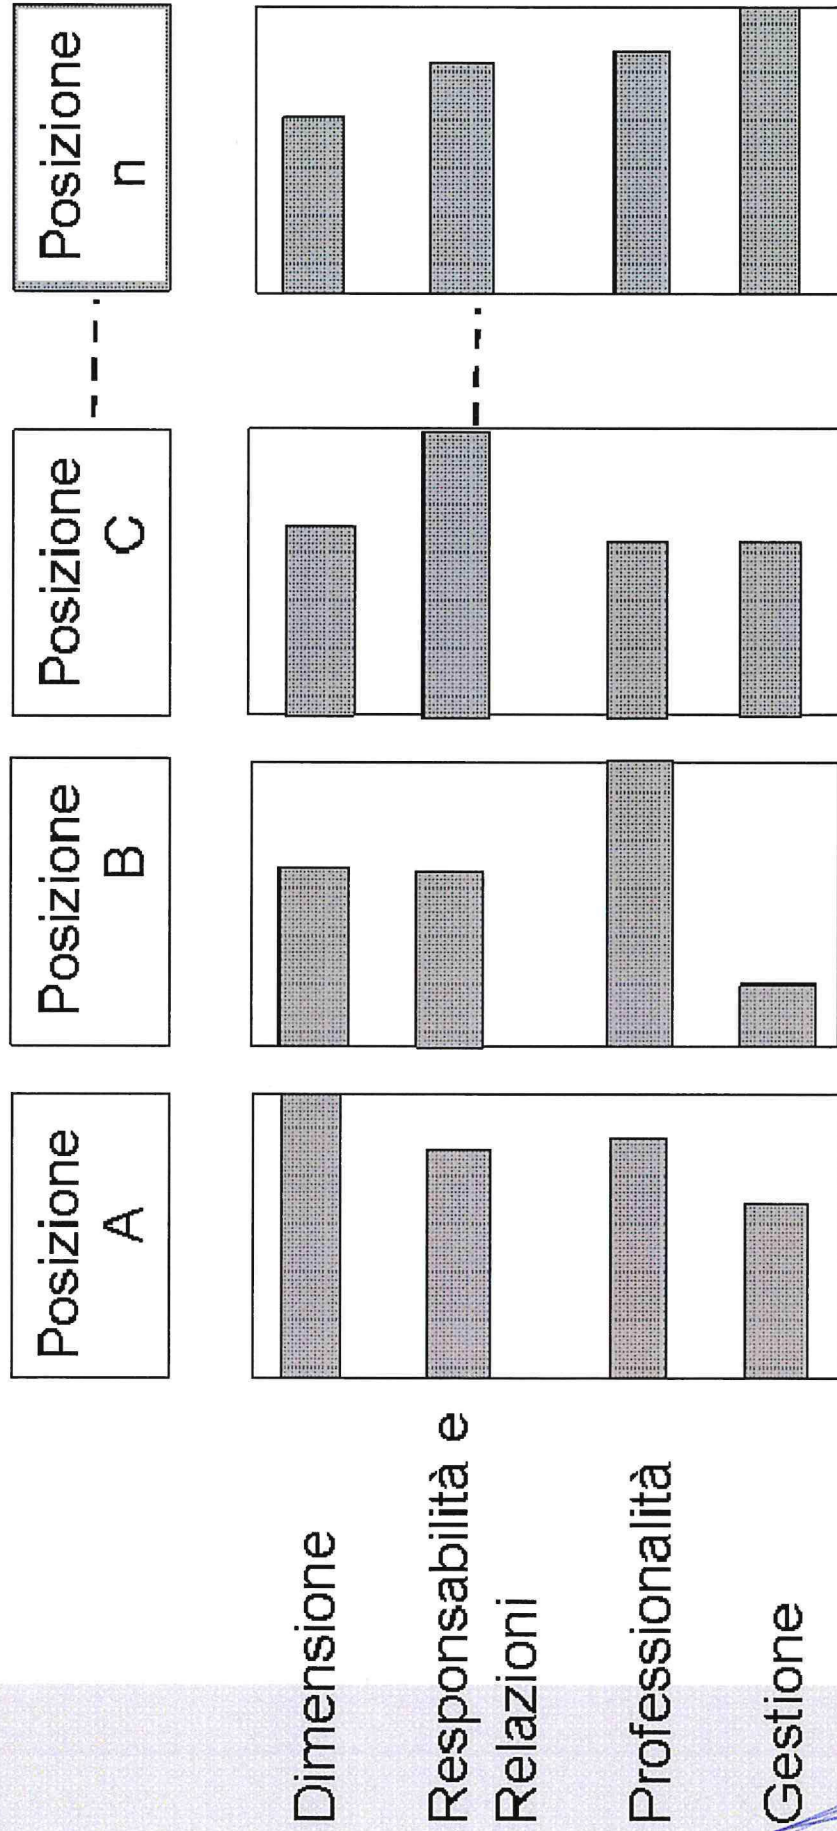 Posizione
A
Posizione
B
Posizione
C
Posizione
n
Dimensione
Responsabilità e
Relazioni
Professionalità
Gestione